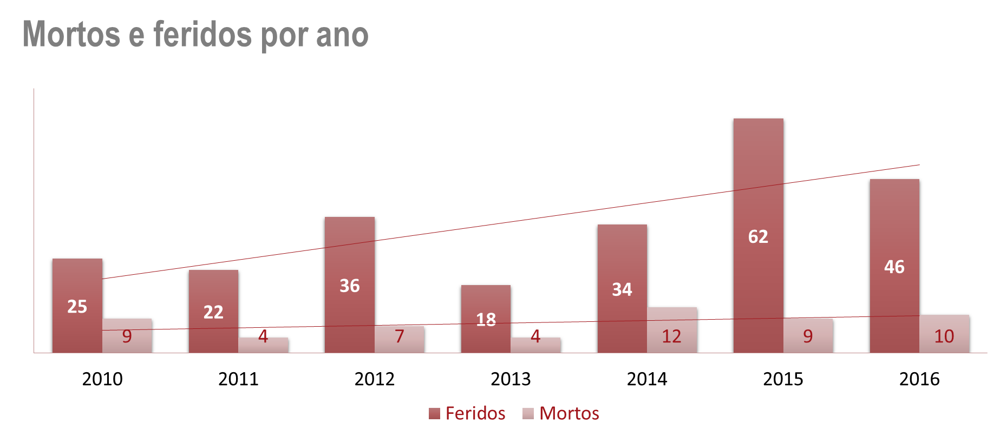 Mortos e feridos por ano
25 9 22 4 36 7 18 4 34 12 62 9 46 10
2010 2011 2012 2013 2014 2015 2016
Feridos Mortos